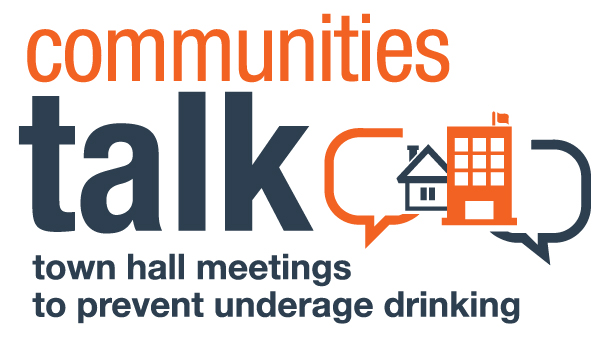 communities
talk
town hall meetings
to prevent underage drinking